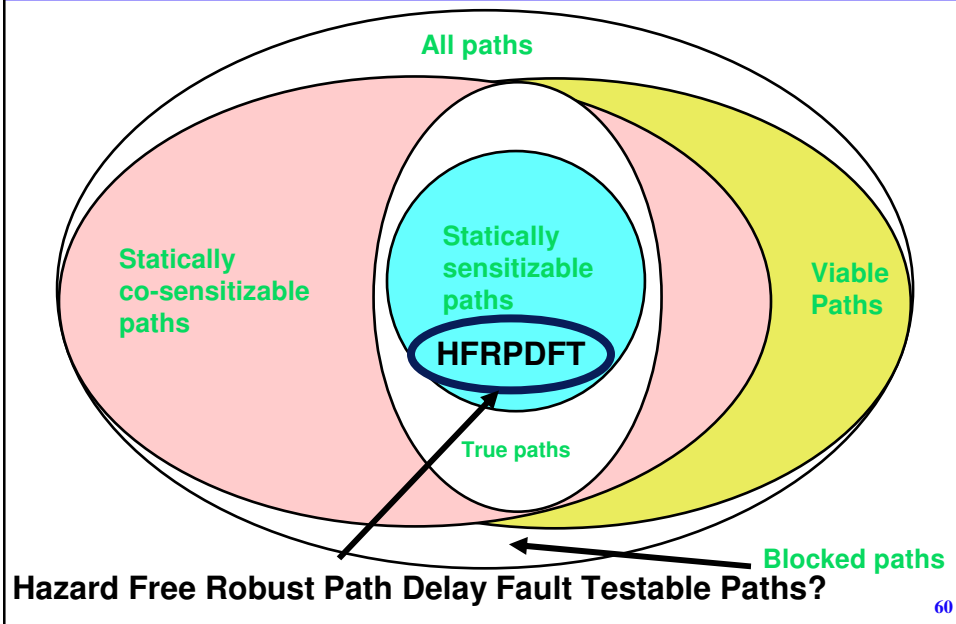 All paths
Statically
co-sensitizable
paths
Statically
sensitizable
paths
Viable
Paths
HFRPDFT
True paths
Blocked paths
Hazard Free Robust Path Delay Fault Testable Paths?
60